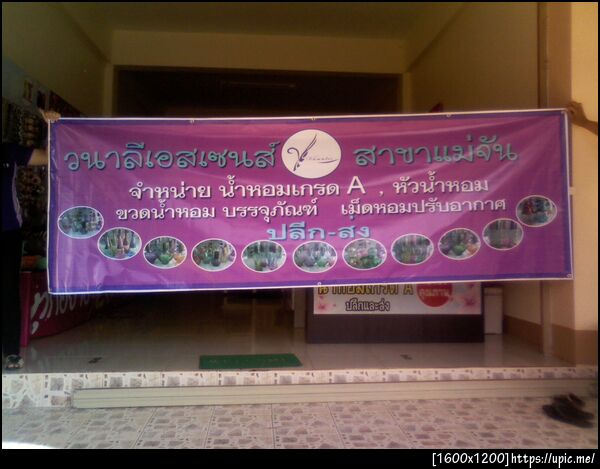 วนาลีเอสเซนส์ สาขาแม่จัน
จำหน่าย น้ำหอมเกรด A , หัวน้ำหอม
ขวดน้ำหอม บรรจุภัณฑ์ เม็ดหอมปรับอากาศ
ปลีก-ส่ง
A
ปลีกและส่ง
[1600x1200]https://upic.me/